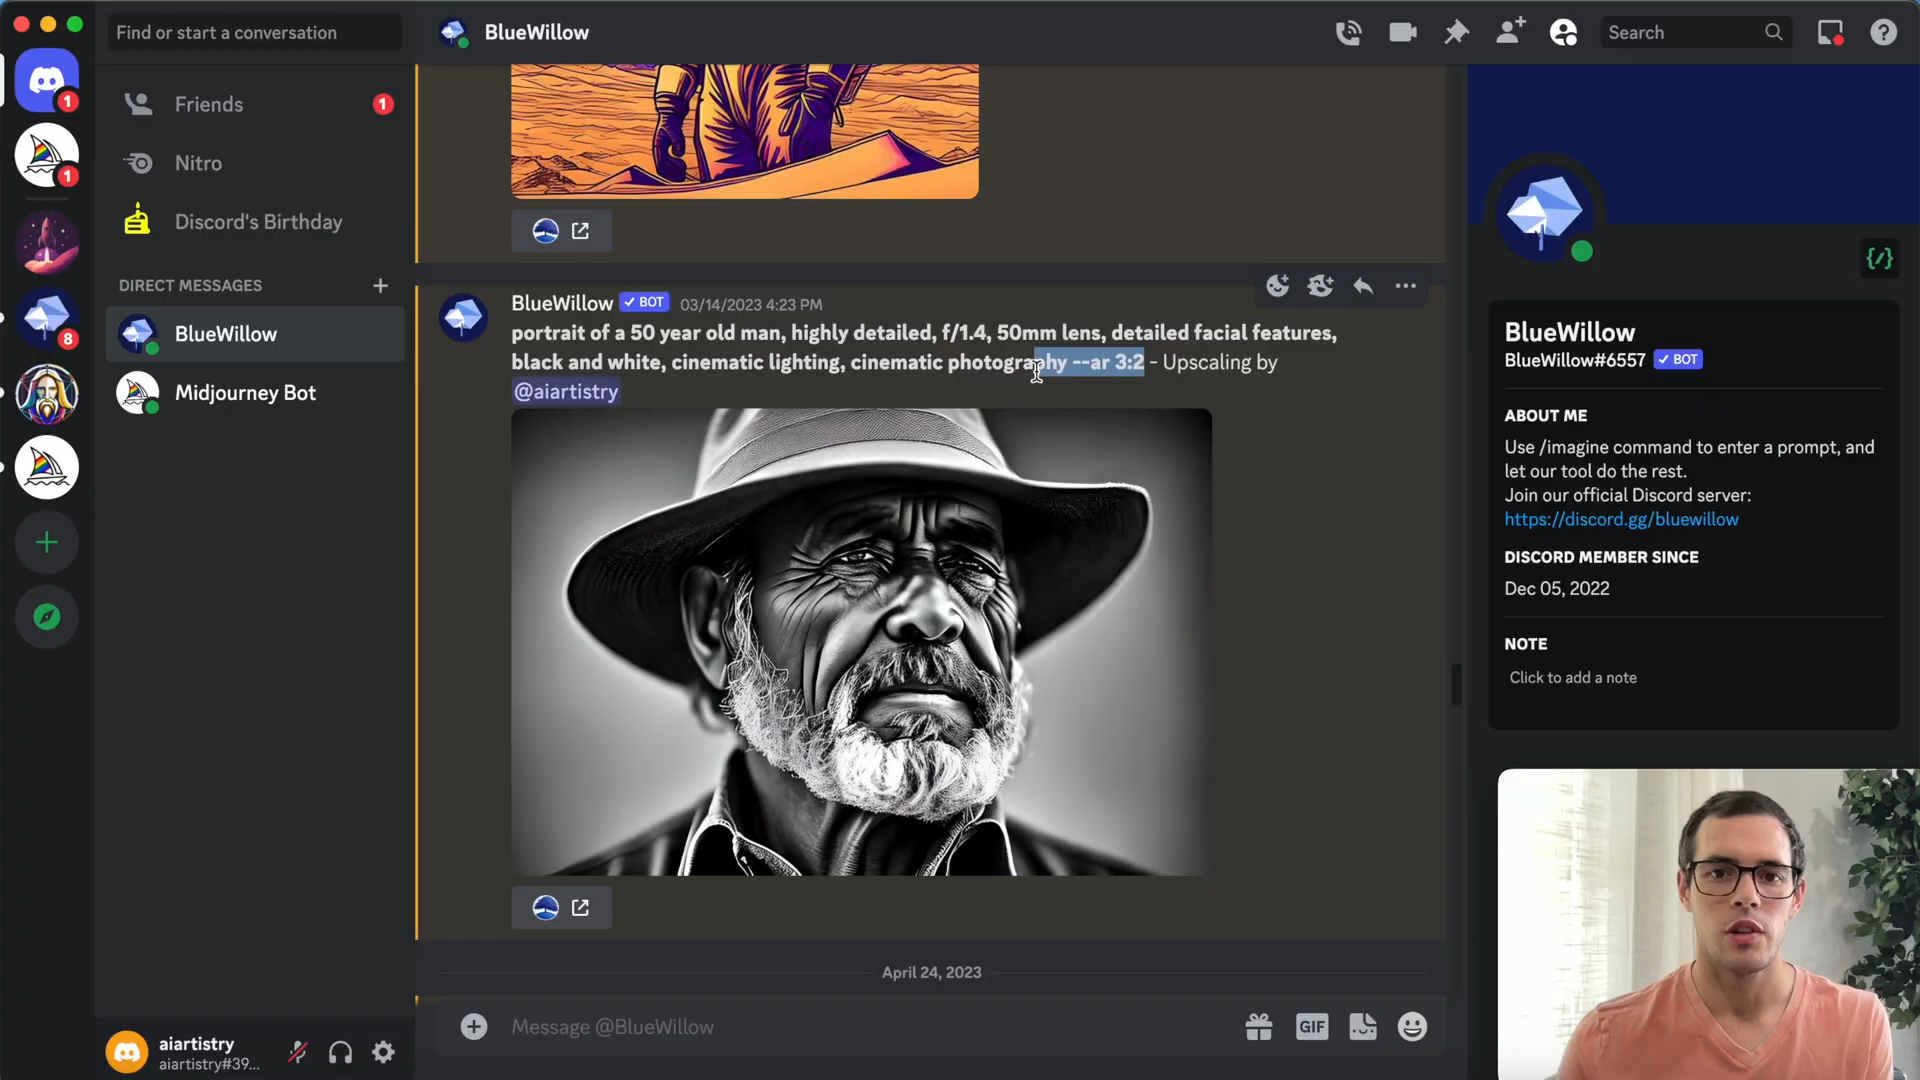 Find or start a conversation
BlueWillow
Search
1
Friends
1
1
Nitro
Discord's Birthday
DIRECT MESSAGES
BlueWillow
8
Midjourney Bot
BlueWillow
BOT
03/14/2023 4:23 PM
portrait of a 50 year old man, highly detailed, f/1.4, 50mm lens, detailed facial features,
black and white, cinematic lighting, cinematic photography --ar 3:2 - Upscaling by
@aiartistry
April 24, 2023
Message @BlueWillow
GIF
aiartistry
aiartistry#39...
{/}
BlueWillow
BlueWillow#6557
BOT
ABOUT ME
Use /imagine command to enter a prompt, and
let our tool do the rest.
Join our official Discord server:
https://discord.gg/bluewillow
DISCORD MEMBER SINCE
Dec 05, 2022
NOTE
Click to add a note